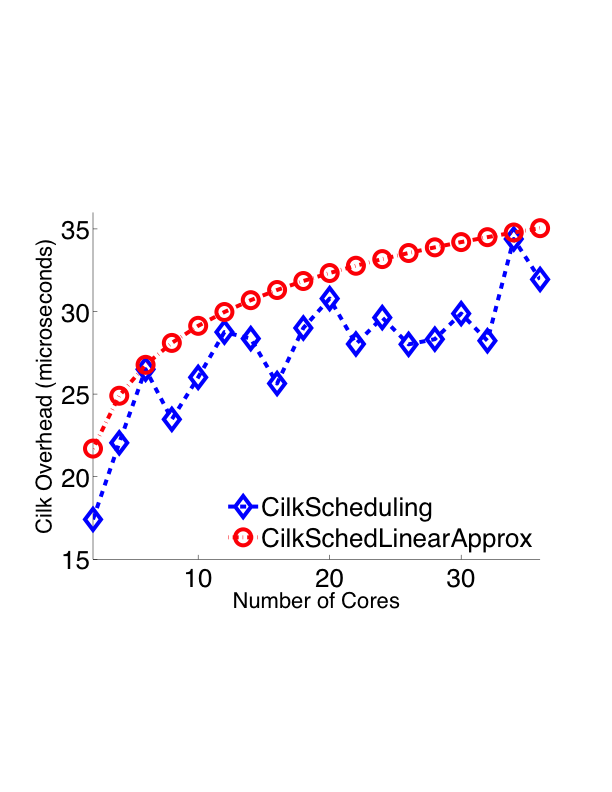 35
30
25
20
15
Cilk Overhead (microseconds)
CilkScheduling
CilkSchedLinearApprox
10 20 30
Number of Cores